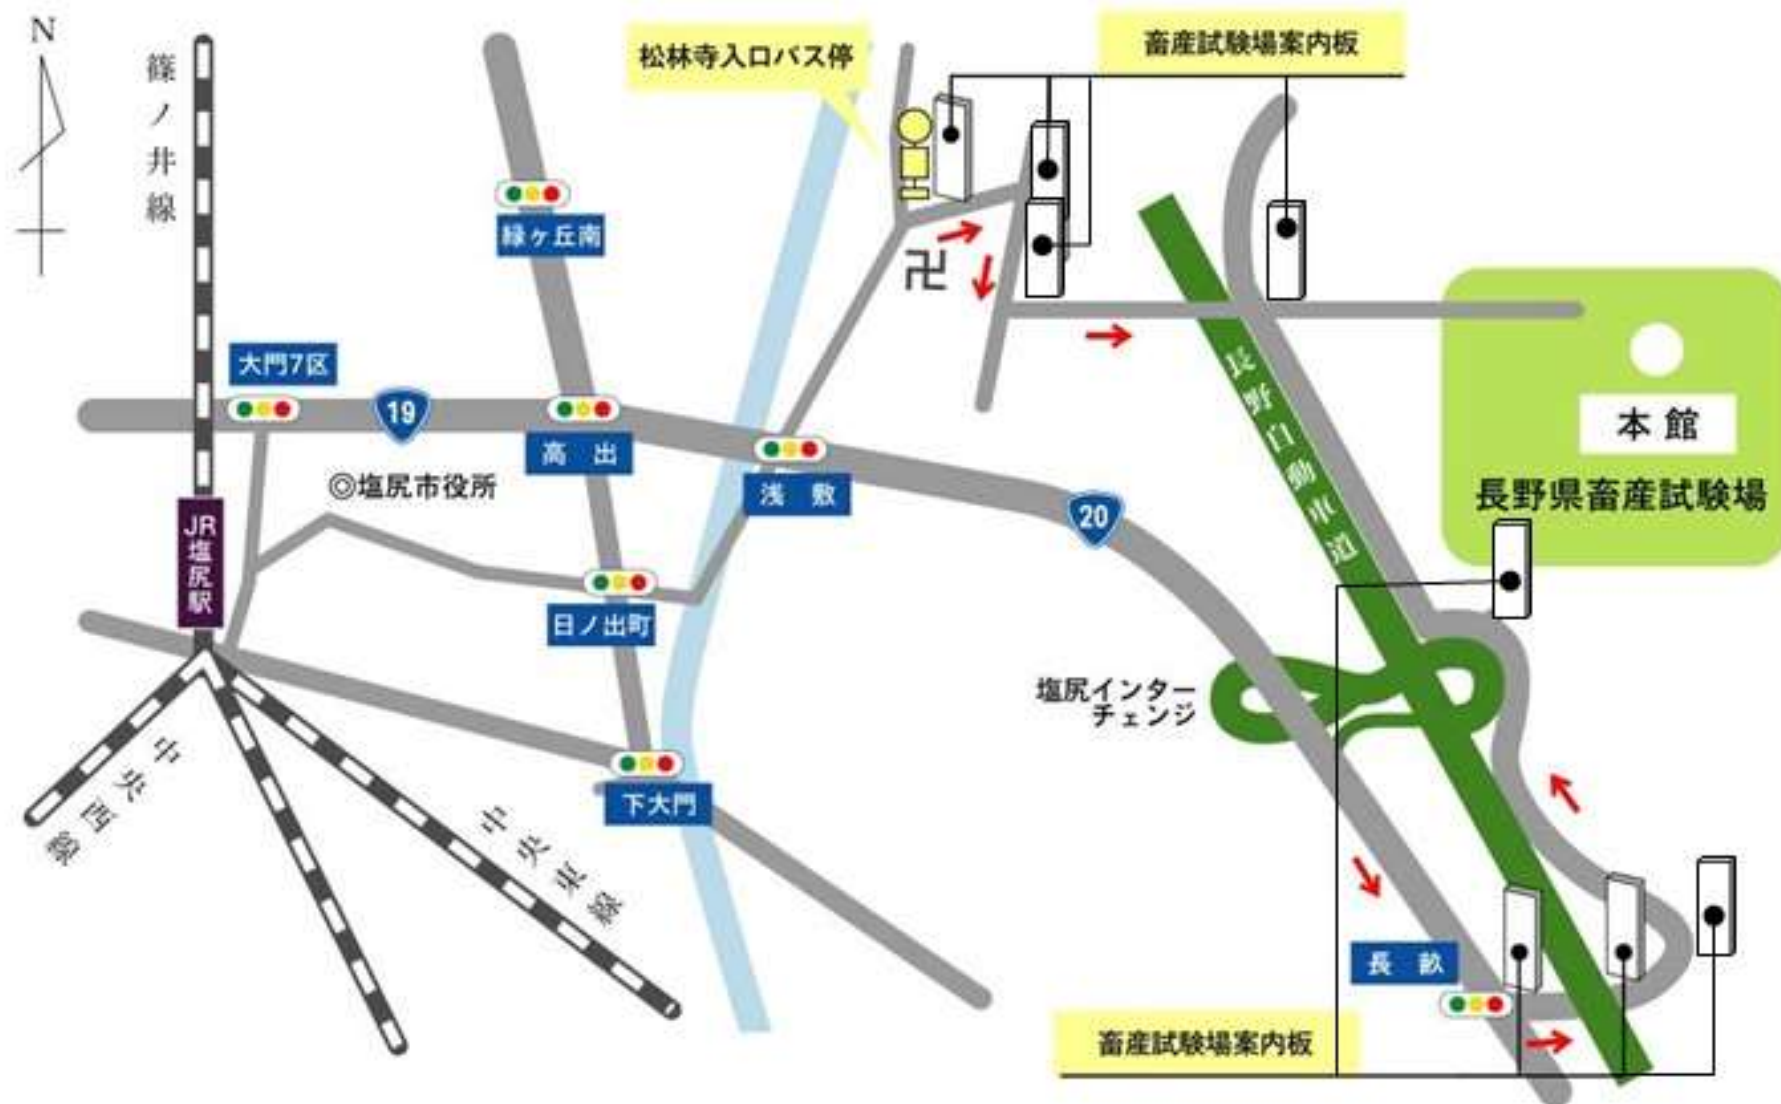 N
篠ノ井線
松林寺入口バス停
畜産試験場案内板
緑ヶ丘南
卍
大門7区
19
高 出
◎塩尻市役所
浅 敷
20
長野自動車道
本館
長野県畜産試験場
JR塩尻駅
日ノ出町
塩尻インター
チェンジ
中央西線
中央東線
下大門
長 畝
畜産試験場案内板